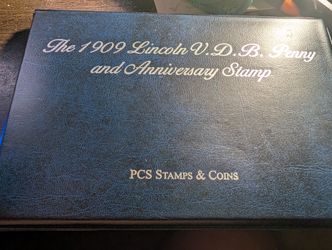 The 1909 Lincoln V.D.B. Penny
and Anniversary Stamp
PCS STAMPS & COINS